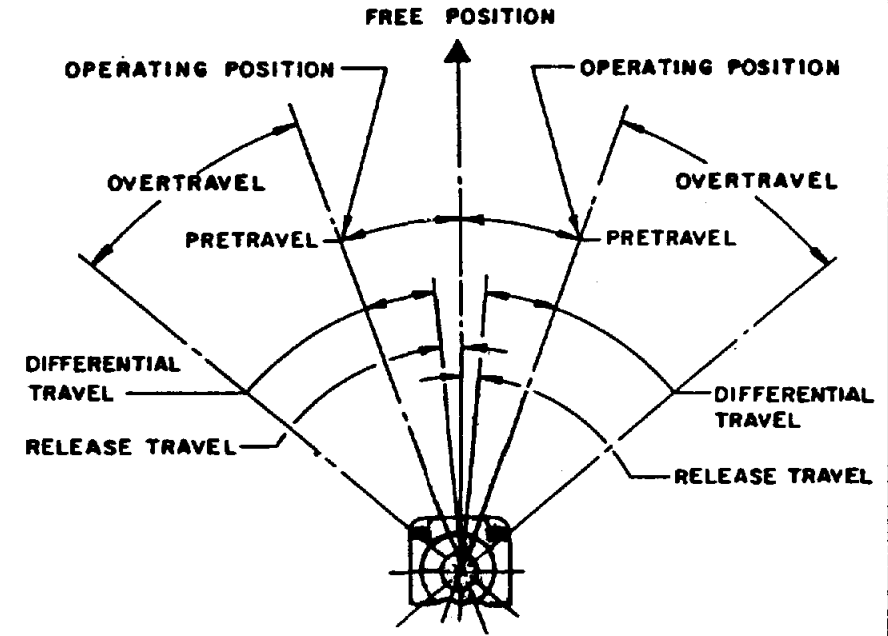 FREE POSITION
OPERATING POSITION
OPERATING POSITION
OVERTRAVEL
OVERTRAVEL
PRETRAVEL
PRETRAVEL
DIFFERENTIAL
TRAVEL
DIFFERENTIAL
TRAVEL
RELEASE TRAVEL
RELEASE TRAVEL